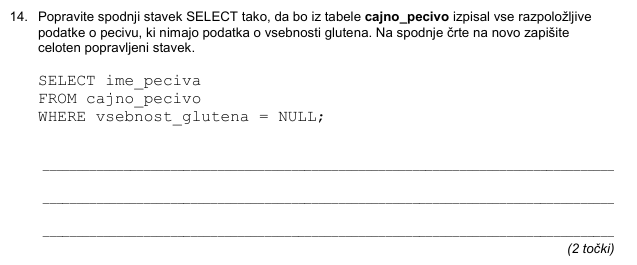 14. Popravite spodnji stavek SELECT tako, da bo iz tabele cajno_pecivo izpisal vse razpoložljive
podatke o pecivu, ki nimajo podatka o vsebnosti glutena. Na spodnje črte na novo zapišite
celoten popravljeni stavek.
SELECT ime_peciva
FROM cajno_pecivo
WHERE vsebnost_glutena = NULL;
(2 točki)